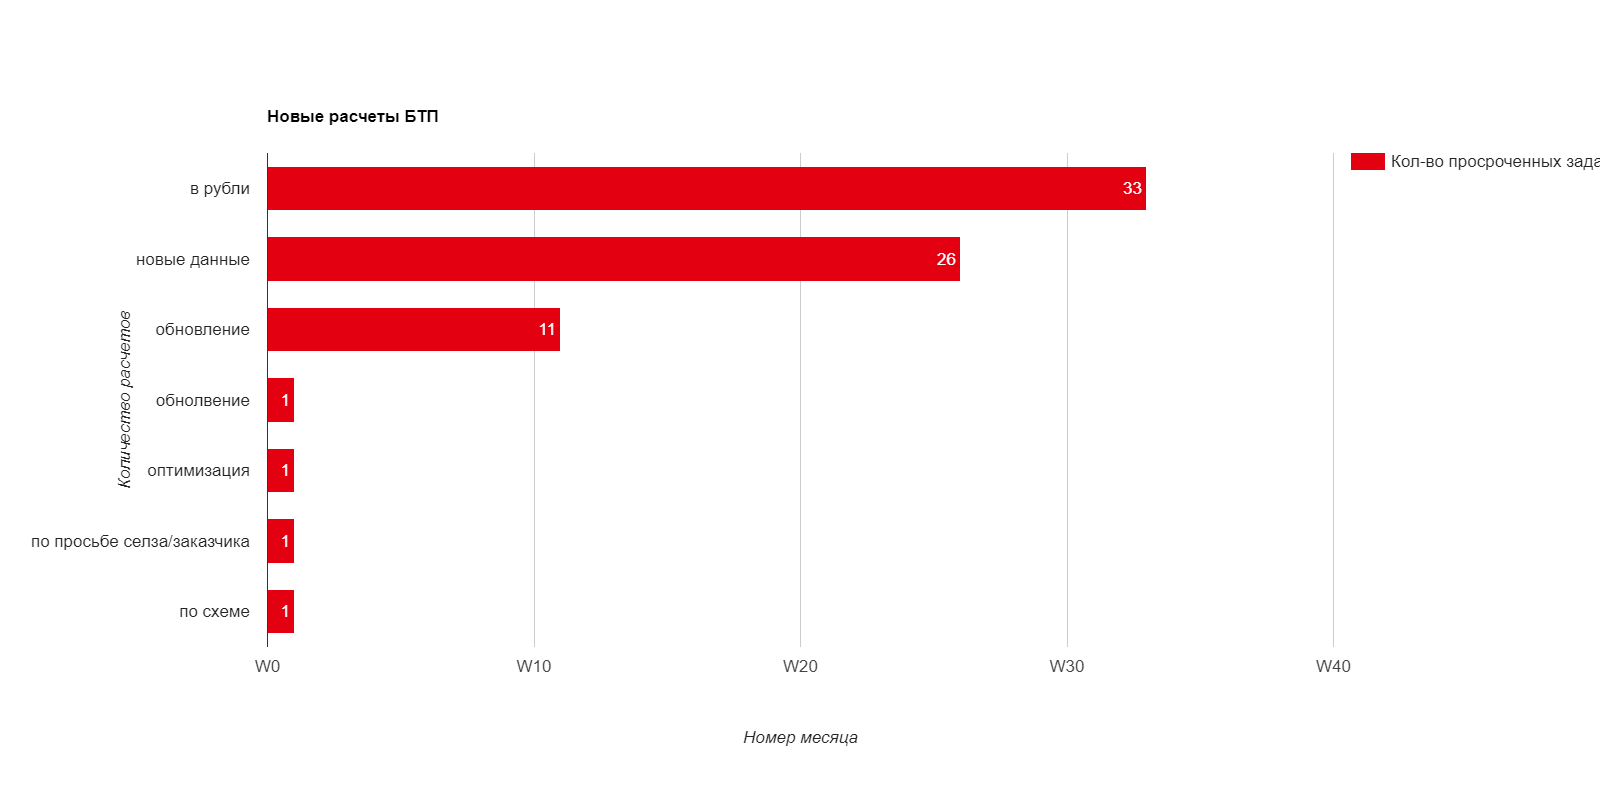 Новые расчеты БТП
Кол-во просроченных зада
в рубли
33
новые данные
26
обновление
11
обнолвение
1
оптимизация
1
по просьбе селза/заказчика
1
по схеме
1
Количество расчетов
W0 W10 W20 W30 W40
Номер месяца